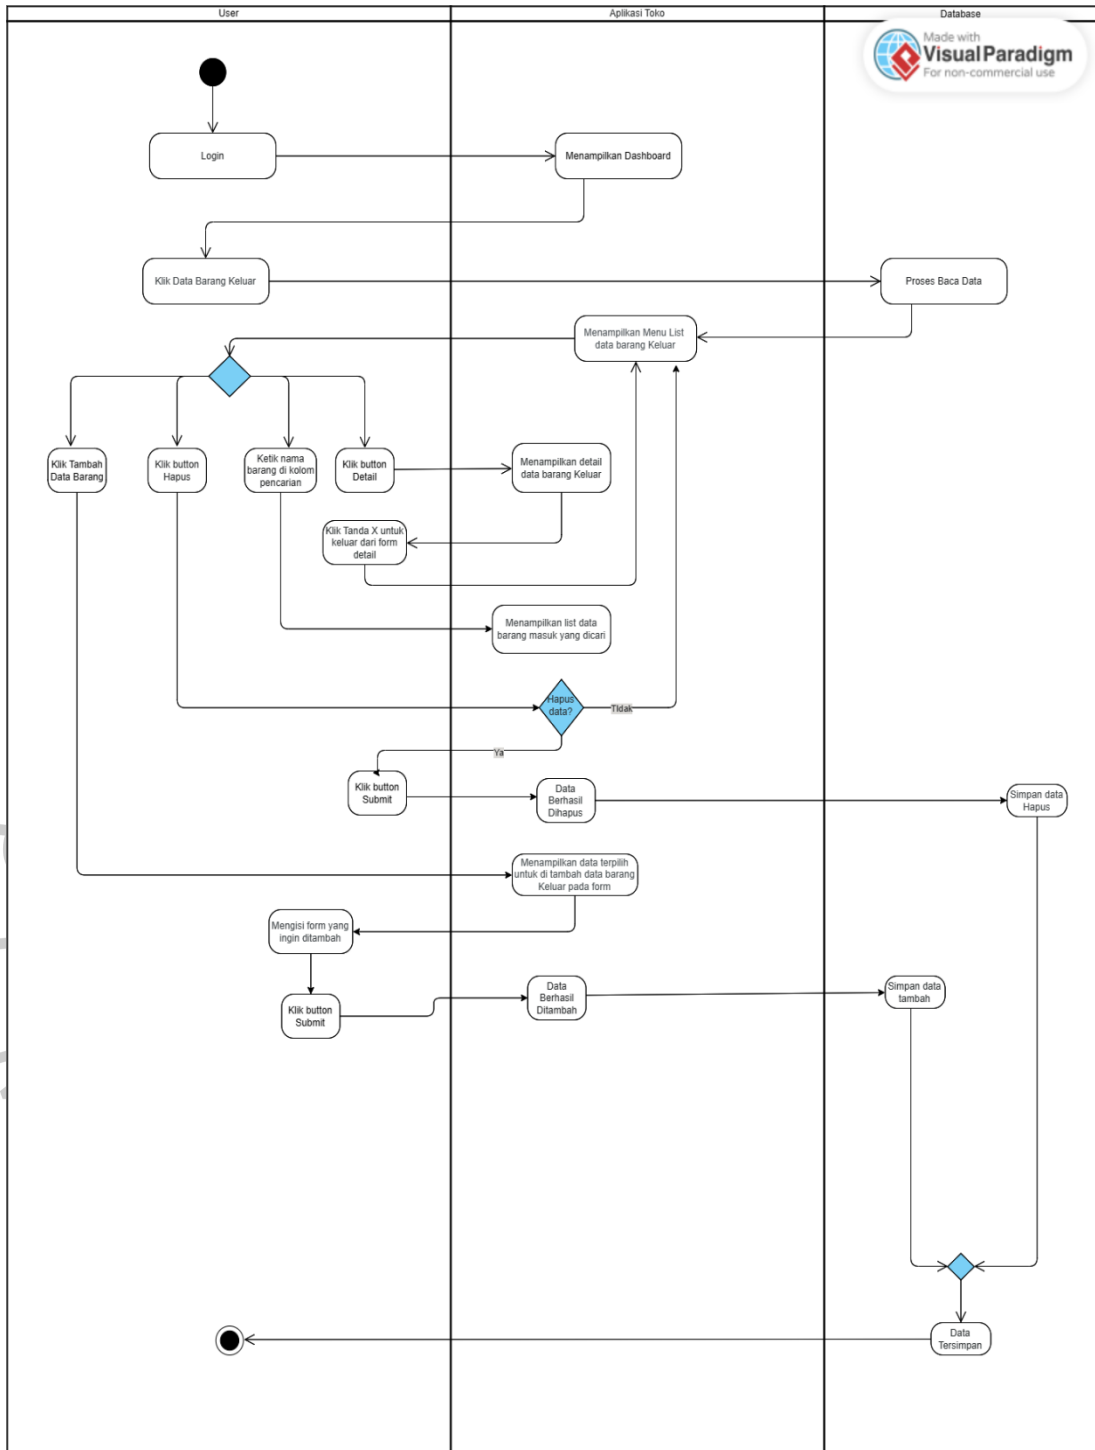 User
Aplikasi Toko
Database
Made with
Visual Paradigm
For non-commercial use
Login
Menampilkan Dashboard
Klik Data Barang Keluar
Proses Baca Data
Menampilkan Menu List
data barang Keluar
Klik Tambah
Data Barang
Klik button
Hapus
Ketik nama
barang di kolom
pencarian
Klik button
Detail
Menampilkan detail
data barang Keluar
Klik Tanda X untuk
keluar dari form
detail
Menampilkan list data
barang masuk yang dicari
Hapus
data?
Tidak
Ya
Klik button
Submit
Data
Berhasil
Dihapus
Simpan data
Hapus
Menampilkan data terpilih
untuk di tambah data barang
Keluar pada form
Mengisi form yang
ingin ditambah
Klik button
Submit
Data
Berhasil
Ditambah
Simpan data
tambah
Data
Tersimpan